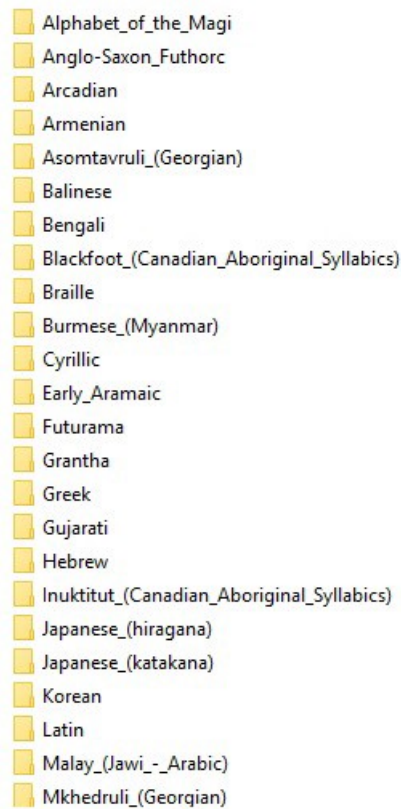 Alphabet_of_the_Magi
Anglo-Saxon_Futhorc
Arcadian
Armenian
Asomtavruli_(Georgian)
Balinese
Bengali
Blackfoot_(Canadian_Aboriginal_Syllabics)
Braille
Burmese_(Myanmar)
Cyrillic
Early_Aramaic
Futurama
Grantha
Greek
Gujarati
Hebrew
Inuktitut_(Canadian_Aboriginal_Syllabics)
Japanese_(hiragana)
Japanese_(katakana)
Korean
Latin
Malay_(Jawi_-_Arabic)
Mkhedruli_(Georgian)